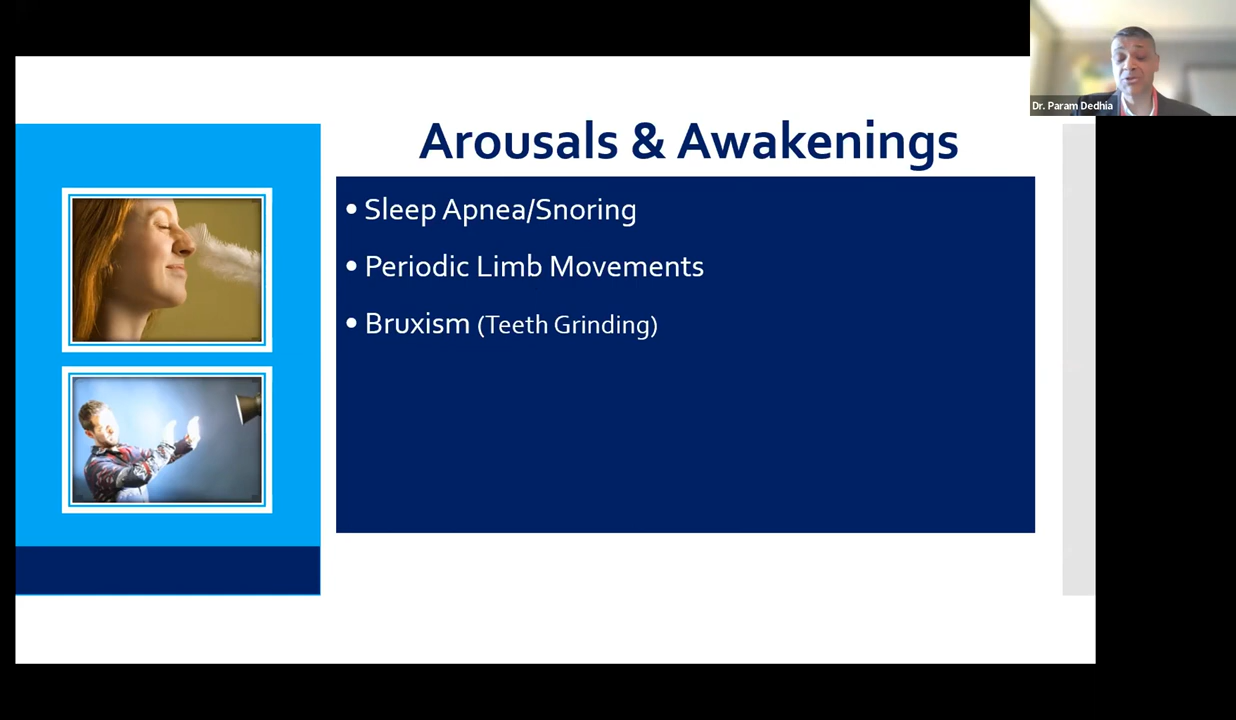 Dr. Param Dedhia
Arousals & Awakenings
• Sleep Apnea/Snoring
• Periodic Limb Movements
• Bruxism (Teeth Grinding)